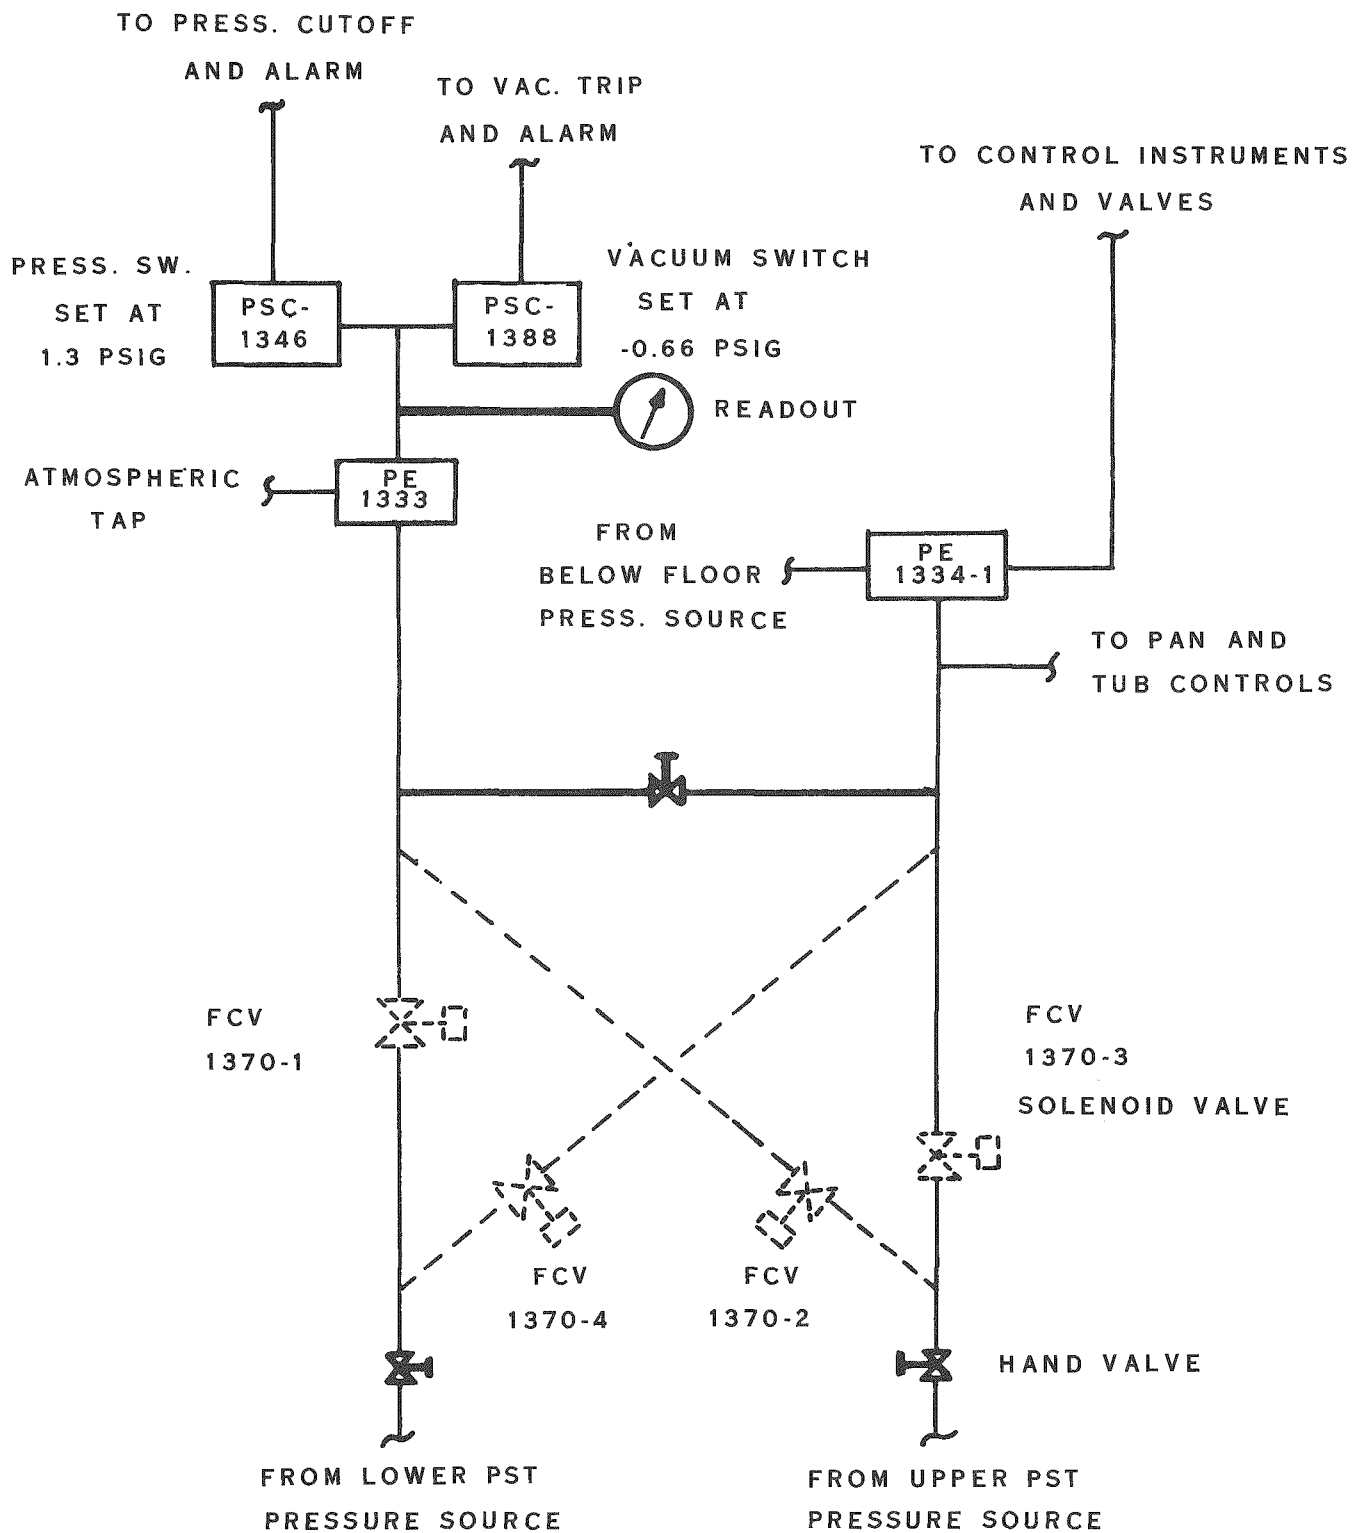 TO PRESS. CUTOFF
AND ALARM
TO VAC. TRIP
AND ALARM
TO CONTROL INSTRUMENTS
AND VALVES
PRESS. SW.
SET AT
1.3 PSIG
PSC-
1346
PSC-
1388
VACUUM SWITCH
SET AT
-0.66 PSIG
READOUT
ATMOSPHERIC
TAP
PE
1333
FROM
BELOW FLOOR
PRESS. SOURCE
PE
1334-1
TO PAN AND
TUB CONTROLS
FCV
1370-1
FCV
1370-3
SOLENOID VALVE
FCV
1370-4
FCV
1370-2
HAND VALVE
FROM LOWER PST
PRESSURE SOURCE
FROM UPPER PST
PRESSURE SOURCE